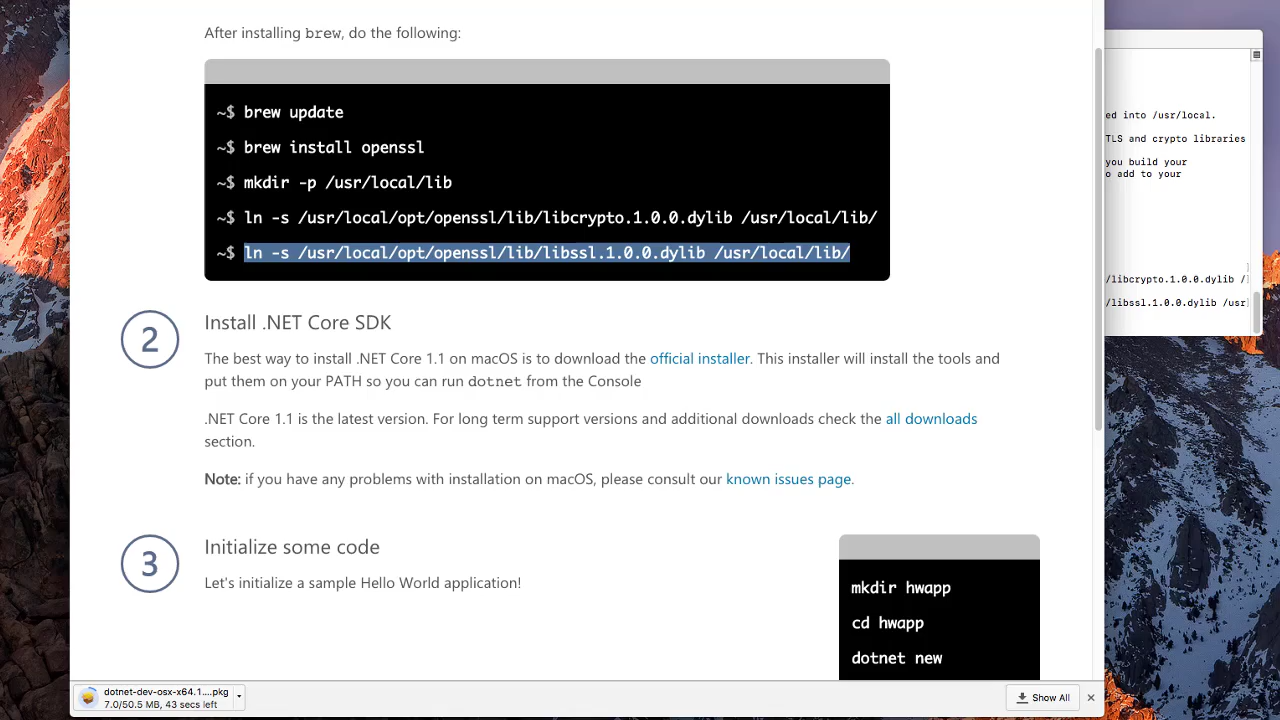 After installing brew, do the following:
~$ brew update
~$ brew install openssl
~$ mkdir -p /usr/local/lib
~$ ln -s /usr/local/opt/openssl/lib/libcrypto.1.0.0.dylib /usr/local/lib/
~$ ln -s /usr/local/opt/openssl/lib/libssl.1.0.0.dylib /usr/local/lib/
2
Install .NET Core SDK
The best way to install .NET Core 1.1 on macOS is to download the official installer. This installer will install the tools and
put them on your PATH so you can run dotnet from the Console
.NET Core 1.1 is the latest version. For long term support versions and additional downloads check the all downloads
section.
Note: if you have any problems with installation on macOS, please consult our known issues page.
3
Initialize some code
Let's initialize a sample Hello World application!
mkdir hwapp
cd hwapp
dotnet new
ed into /usr/local.
TLS and crypto libraries
you build your
o add to your
/libcrypto.1.0.0.dylib /
/libssl.1.0.0.dylib /usr
dotnet-dev-osx-x64.1....pkg
7.0/50.5 MB, 43 secs left
Show All